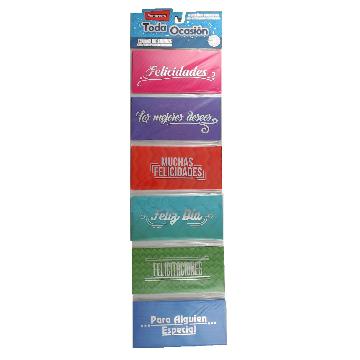 Toda
Ocasión
Felicidades
Los mejores deseos
MUCHAS
FELICIDADES
Feliz Día
FELICITACIONES
Para Alguien
Especial